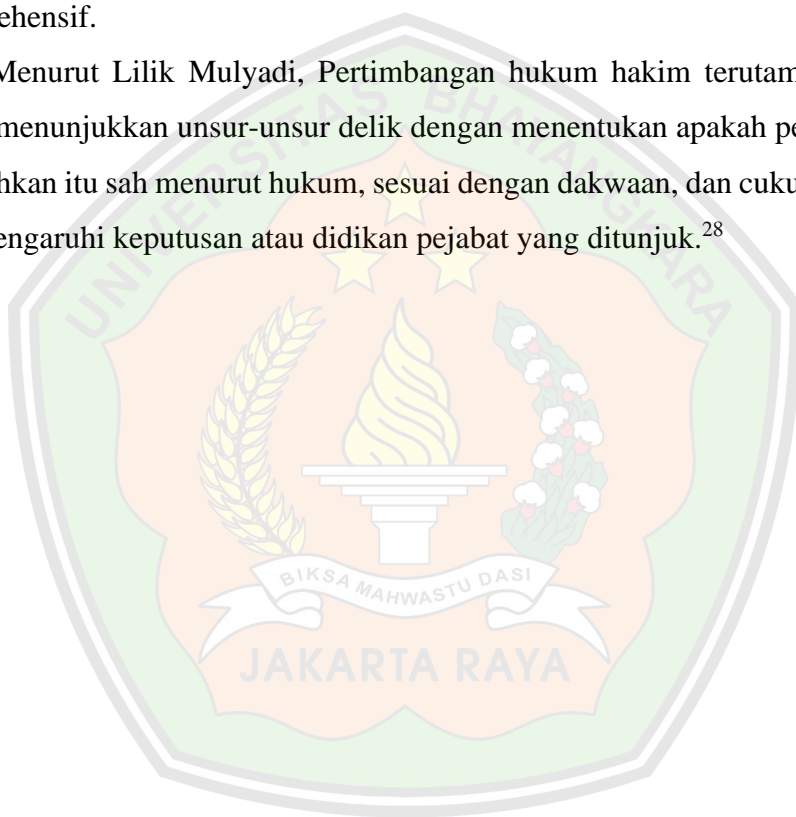 ehensif.
Menurut Lilik Mulyadi, Pertimbangan hukum hakim terutam
menunjukkan unsur-unsur delik dengan menentukan apakah pe
hkan itu sah menurut hukum, sesuai dengan dakwaan, dan cuku
engaruhi keputusan atau didikan pejabat yang ditunjuk.28
UNIVERSITAS BHAYANGKARA
BIKSA MAHWASTU DASI
JAKARTA RAYA